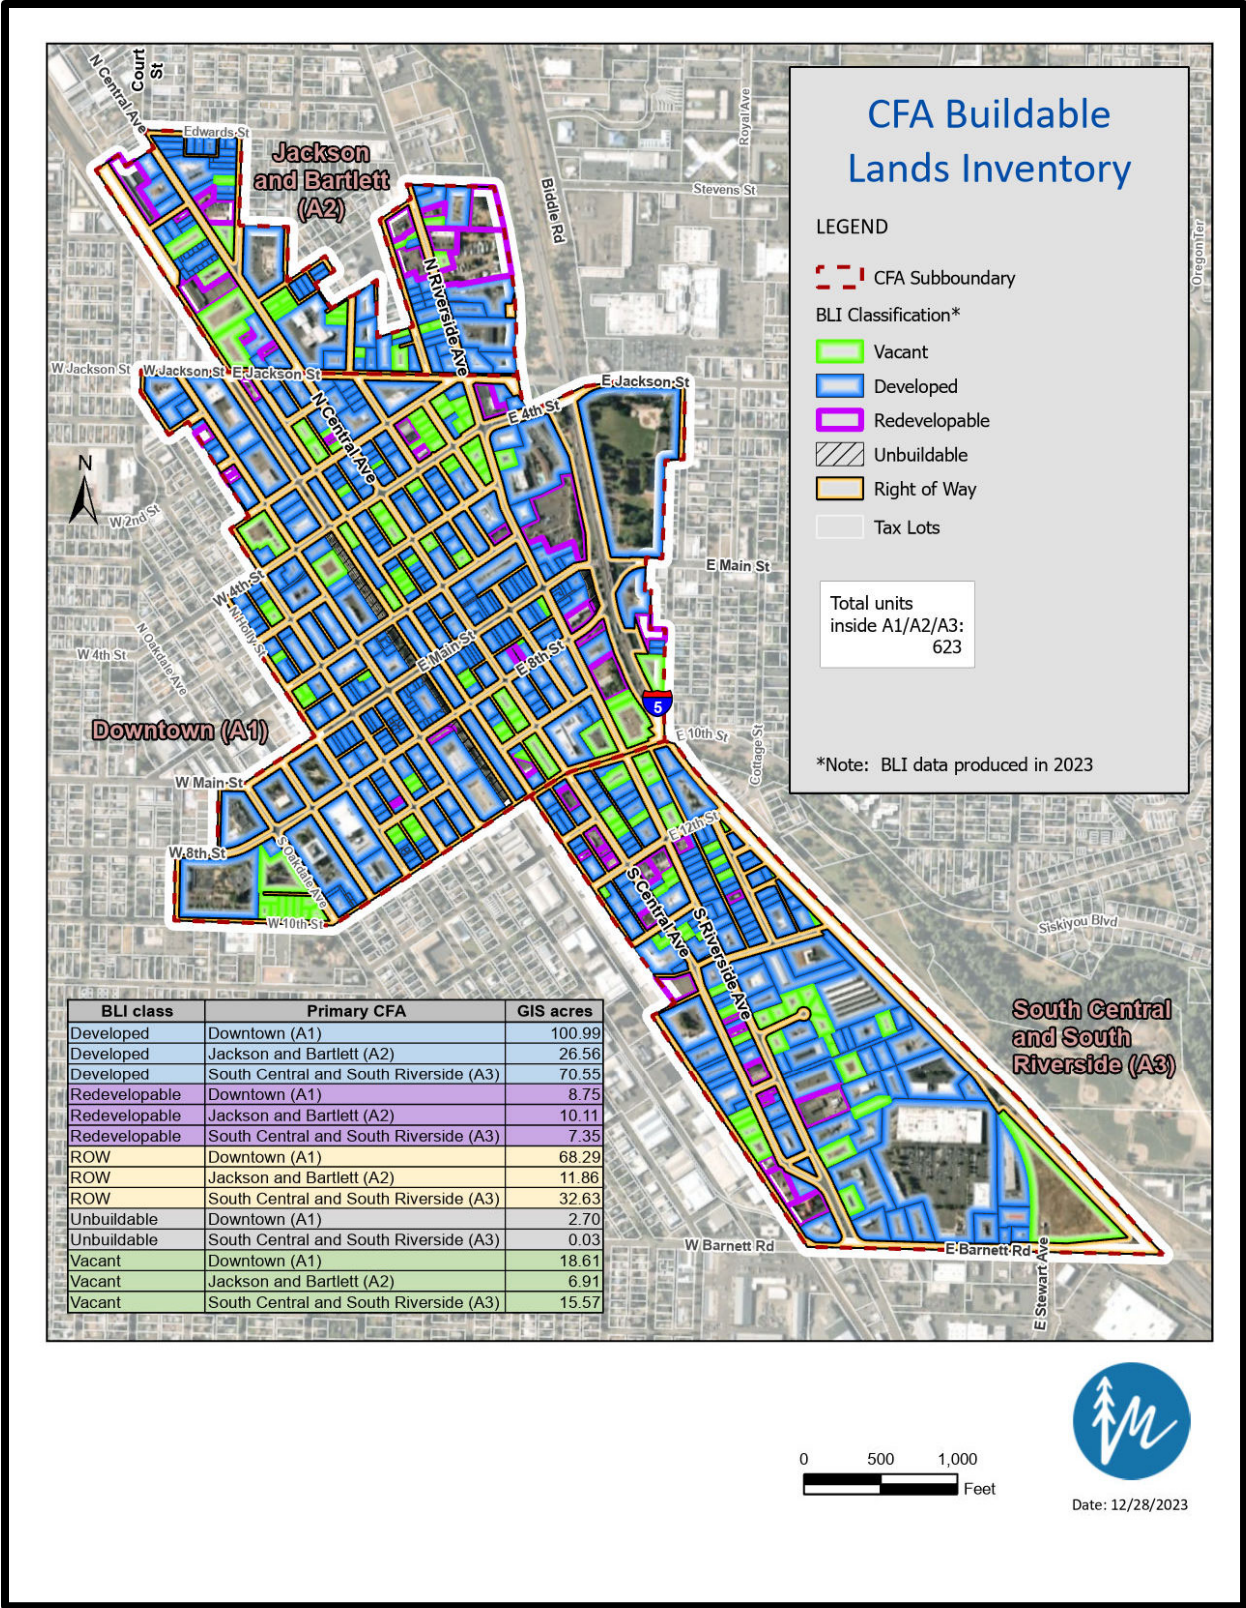 CFA Buildable
Lands Inventory
LEGEND
CFA Subboundary
BLI Classification*
Vacant
Developed
Redevelopable
Unbuildable
Right of Way
Tax Lots
Total units
inside A1/A2/A3:
623
*Note: BLI data produced in 2023
N Central Ave
Court
St
Edwards St
Jackson
and Bartlett
(A2)
Biddle Rd
Royal Ave
Stevens St
Oregon Ter
N Riverside Ave
W Jackson St
W Jackson St
E Jackson St
E Jackson St
N Central Ave
E 4th St
N
W 2nd St
W 4th St
N Holly St
N Oakdale Ave
W 4th St
E Main St
E Main St
E 8th St
5
Downtown (A1)
E 10th St
Cottage St
W Main St
W 8th St
S Oakdale Ave
W 10th St
E 12th St
S Central Ave
S Riverside Ave
Siskiyou Blvd
South Central
and South
Riverside (A3)
W Barnett Rd
E Barnett Rd
E Stewart Ave
BLI class Primary CFA GIS acres
Developed Downtown (A1) 100.99
Developed Jackson and Bartlett (A2) 26.56
Developed South Central and South Riverside (A3) 70.55
Redevelopable Downtown (A1) 8.75
Redevelopable Jackson and Bartlett (A2) 10.11
Redevelopable South Central and South Riverside (A3) 7.35
ROW Downtown (A1) 68.29
ROW Jackson and Bartlett (A2) 11.86
ROW South Central and South Riverside (A3) 32.63
Unbuildable Downtown (A1) 2.70
Unbuildable South Central and South Riverside (A3) 0.03
Vacant Downtown (A1) 18.61
Vacant Jackson and Bartlett (A2) 6.91
Vacant South Central and South Riverside (A3) 15.57
0 500 1,000
Feet
Date: 12/28/2023